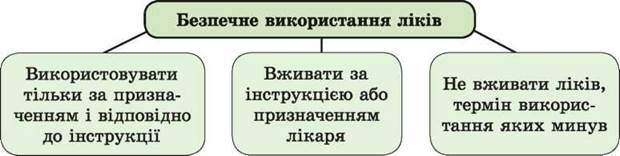 Безпечне використання ліків
Використовувати
тільки за призна-
ченням і відповідно
до інструкції
Вживати за
інструкцією або
призначенням
лікаря
Не вживати ліків,
термін викорис-
тання яких минув